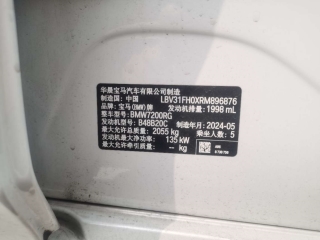 华晨宝马汽车有限公司制造
制造国：中国 LBV31FH0XRM896876
品牌：宝马(BMW)牌 发动机排量：1998 mL
整车型号：BMW7200RG
发动机型号：B48B20C 制造年月：2024-05
最大允许总质量：2055 kg 乘坐人数：5
发动机最大净功率：135 kW
最大允许 — kg